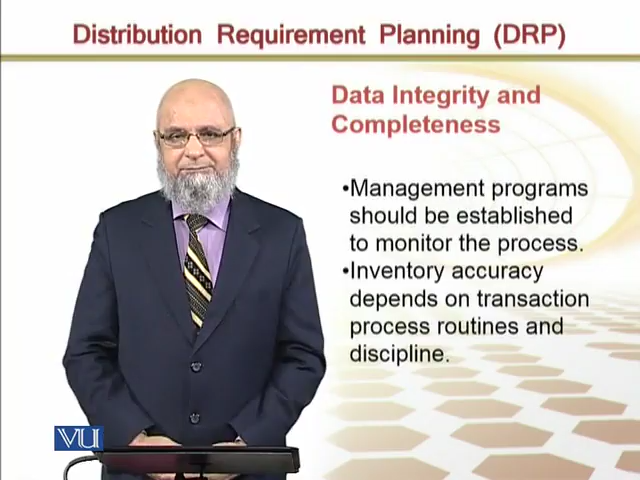 Distribution Requirement Planning (DRP)
Data Integrity and
Completeness
•Management programs
should be established
to monitor the process.
•Inventory accuracy
depends on transaction
process routines and
discipline.
VU